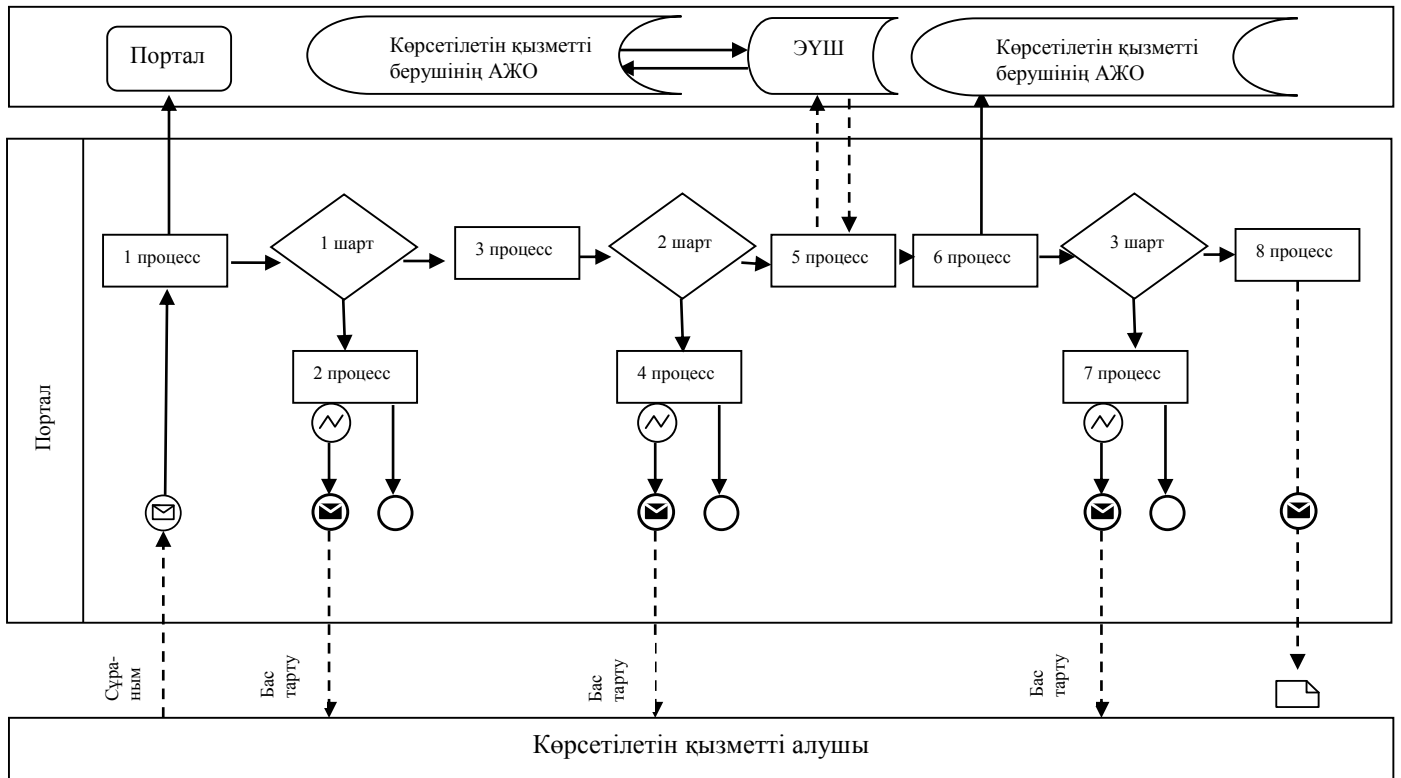 Портал
Көрсетілетін қызметті
берушінің АЖО
ЭҮШ
Көрсетілетін қызметті
берушінің АЖО
Портал
1 процесс
1 шарт
3 процесс
2 шарт
5 процесс
6 процесс
3 шарт
8 процесс
2 процесс
4 процесс
7 процесс
Сұра-
ным
Бас
тарту
Бас
тарту
Бас
тарту
Көрсетілетін қызметті алушы